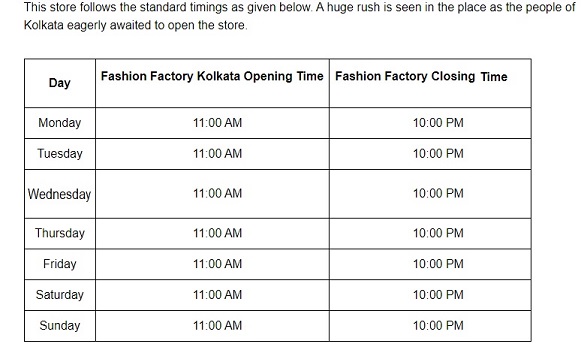 This store follows the standard timings as given below. A huge rush is seen in the place as the people of
Kolkata eagerly awaited to open the store.
Day Fashion Factory Kolkata Opening Time Fashion Factory Closing Time
Monday 11:00 AM 10:00 PM
Tuesday 11:00 AM 10:00 PM
Wednesday 11:00 AM 10:00 PM
Thursday 11:00 AM 10:00 PM
Friday 11:00 AM 10:00 PM
Saturday 11:00 AM 10:00 PM
Sunday 11:00 AM 10:00 PM